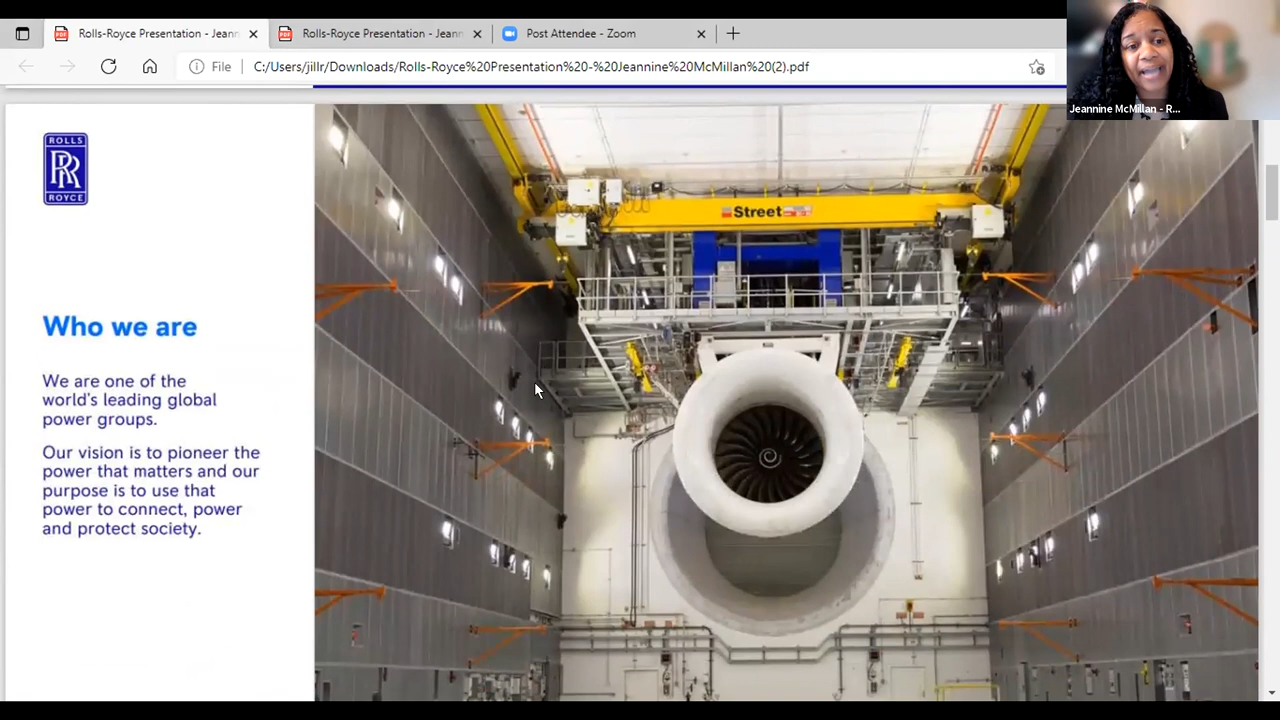 Rolls-Royce Presentation - Jeann
Rolls-Royce Presentation - Jeann
Post Attendee - Zoom
File
C:/Users/jillr/Downloads/Rolls-Royce%20Presentation%20-%20Jeannine%20McMillan%20(2).pdf
Jeannine McMillan - R...
ROLLS
RR
ROYCE
Street
Who we are
We are one of the
world's leading global
power groups.
Our vision is to pioneer the
power that matters and our
purpose is to use that
power to connect, power
and protect society.